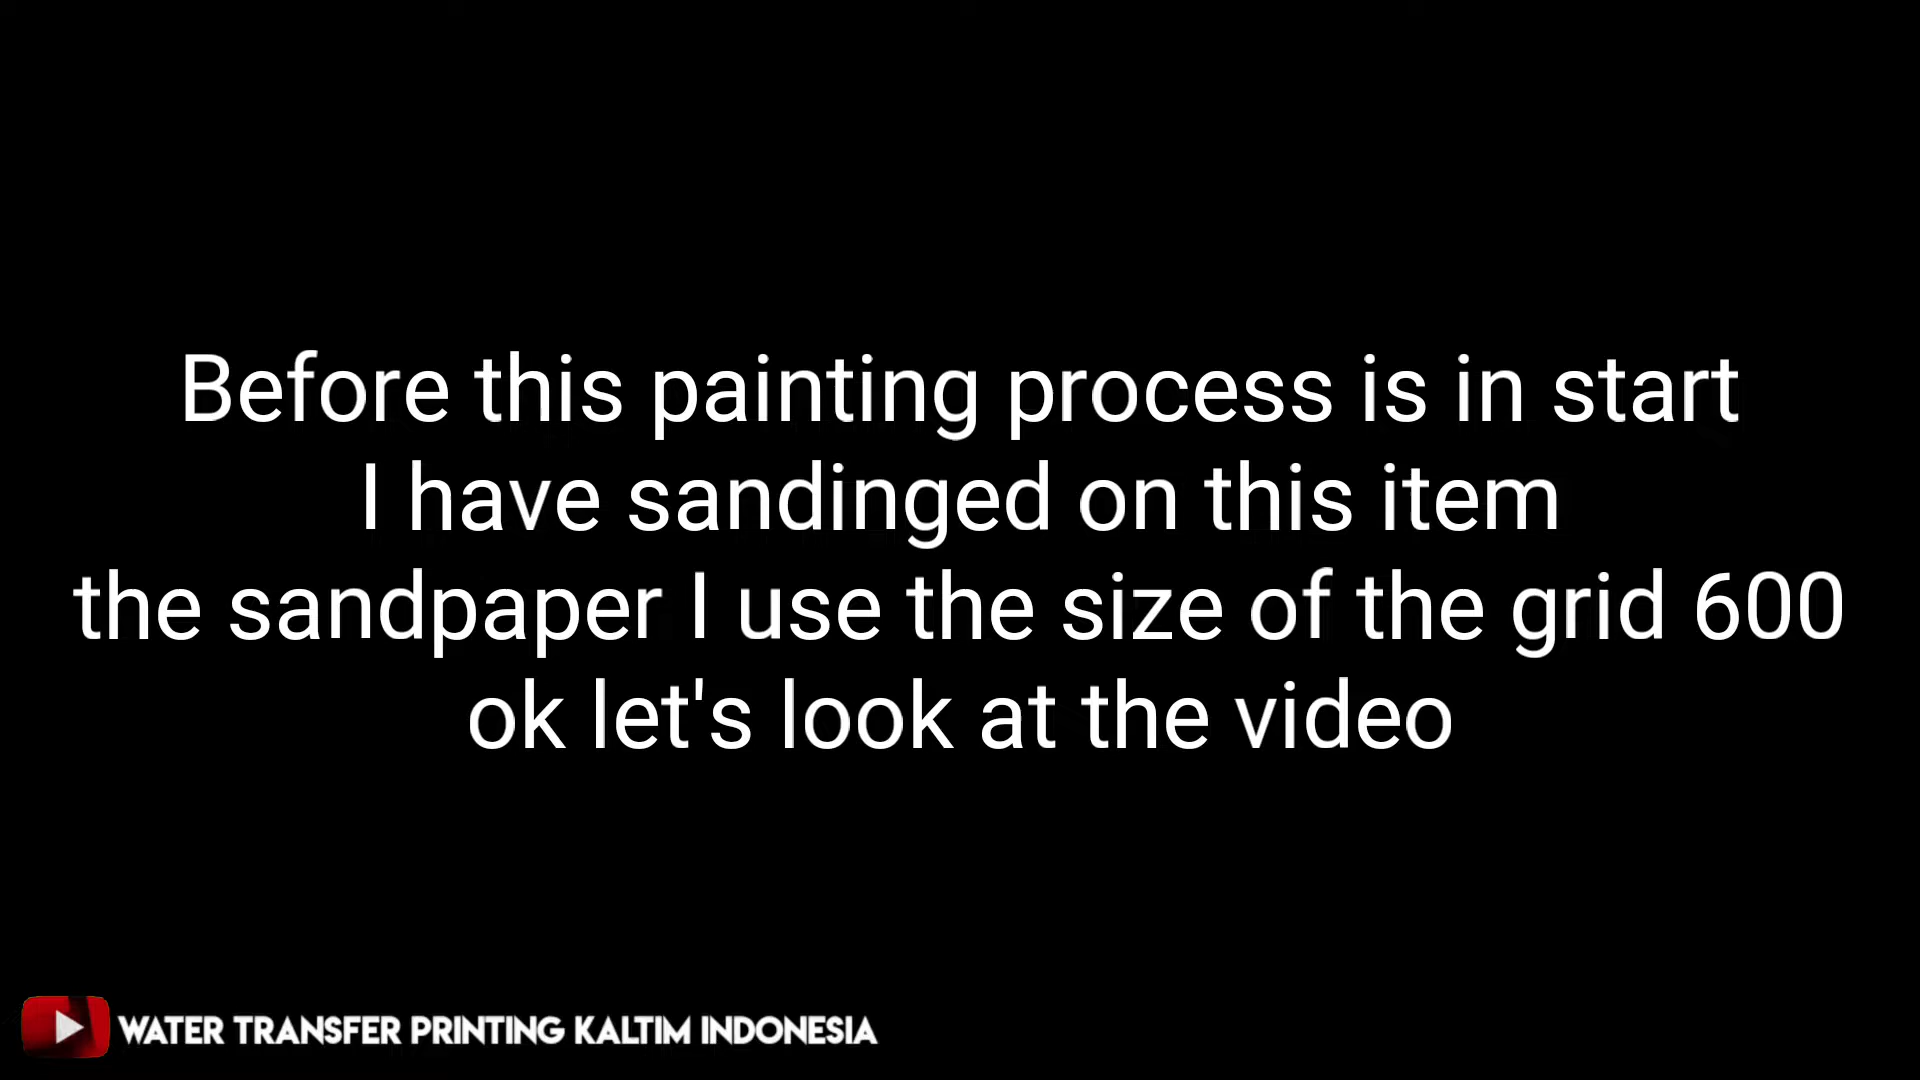 Before this painting process is in start
I have sandinged on this item
the sandpaper I use the size of the grid 600
ok let's look at the video
WATER TRANSFER PRINTING KALTIM INDONESIA